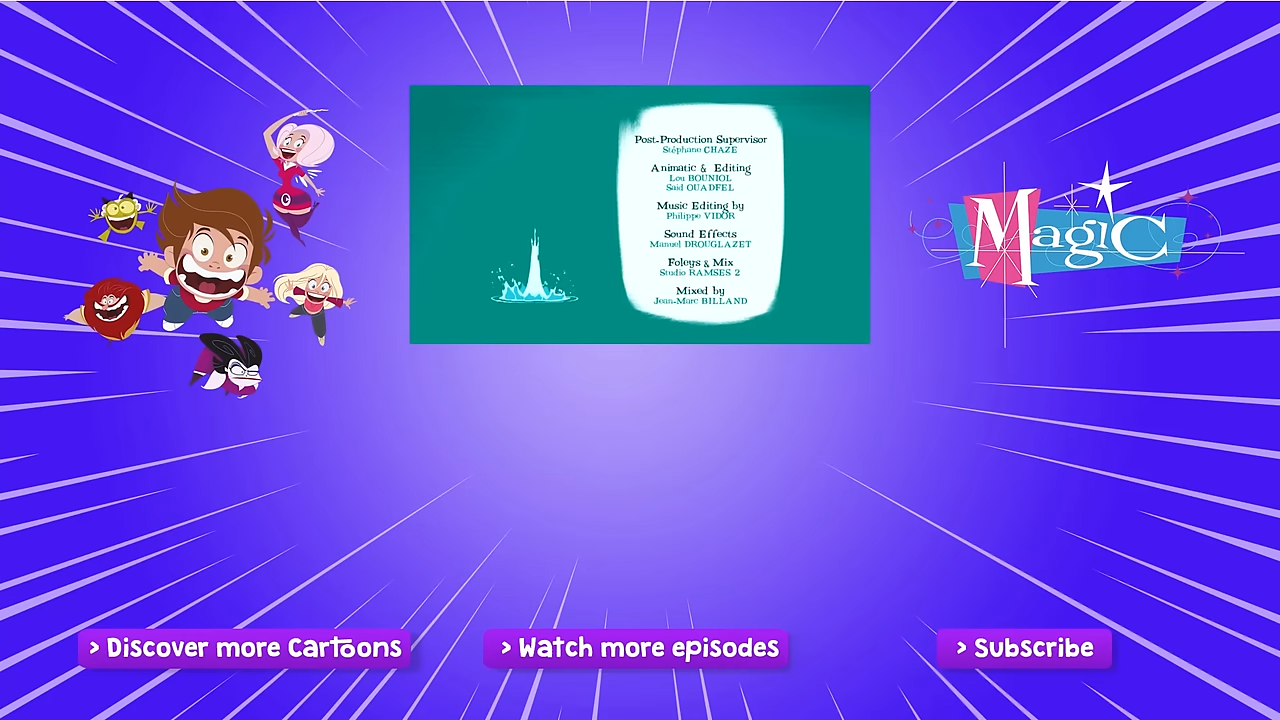 Post-Production Supervisor
Stéphane CHAZE
Animatic & Editing
Lou BOUNIOL
Saïd OUADFEL
Music Editing by
Philippe VIDOR
Sound Effects
Manuel DROUGLAZET
Foleys & Mix
Studio RAMSES 2
Mixed by
Jean-Marc BILLAND
MagiC
> Discover more Cartoons
> Watch more episodes
> Subscribe